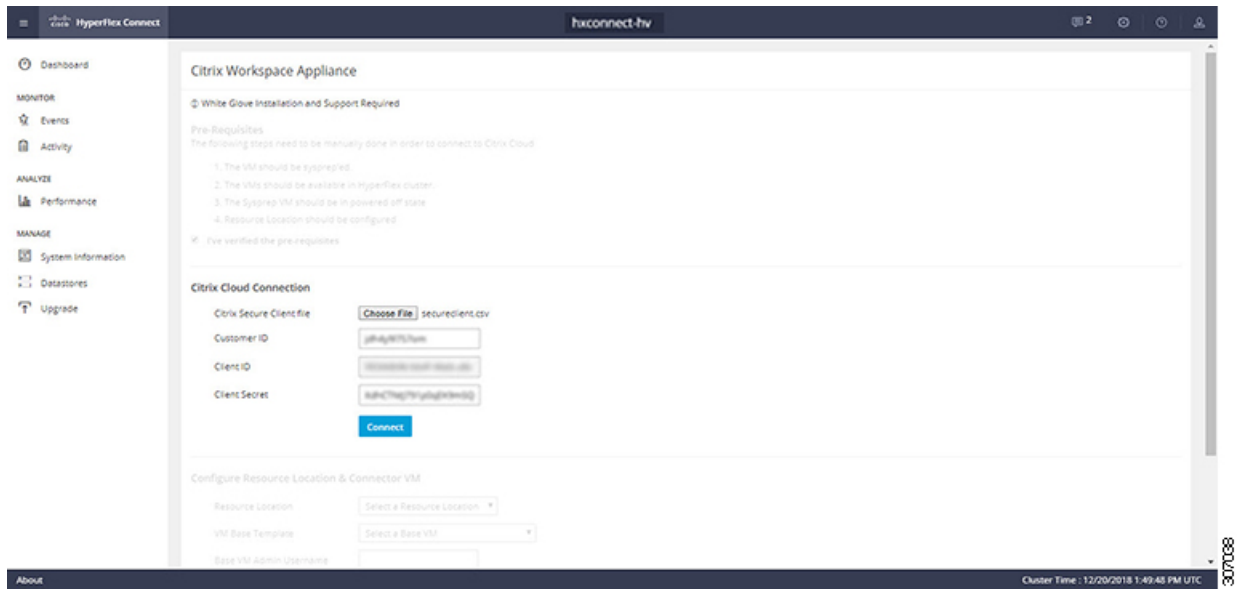 cisco HyperFlex Connect
hxconnect-hv
2
Dashboard
MONITOR
Events
Activity
ANALYZE
Performance
MANAGE
System Information
Datastores
Upgrade
Citrix Workspace Appliance
White Glove Installation and Support Required
Pre-Requisites
The following steps need to be manually done in order to connect to Citrix Cloud
1. The VM should be sysprep'ed.
2. The VMs should be available in HyperFlex cluster.
3. The Sysprep VM should be in powered off state
4. Resource Location should be configured
I've verified the pre-requisites
Citrix Cloud Connection
Citrix Secure Client file Choose File secureclient.csv
Customer ID
Client ID
Client Secret
Connect
Configure Resource Location & Connector VM
Resource Location Select a Resource Location
VM Base Template Select a Base VM
Base VM Admin Username
About
Cluster Time : 12/20/2018 1:49:48 PM UTC
307038